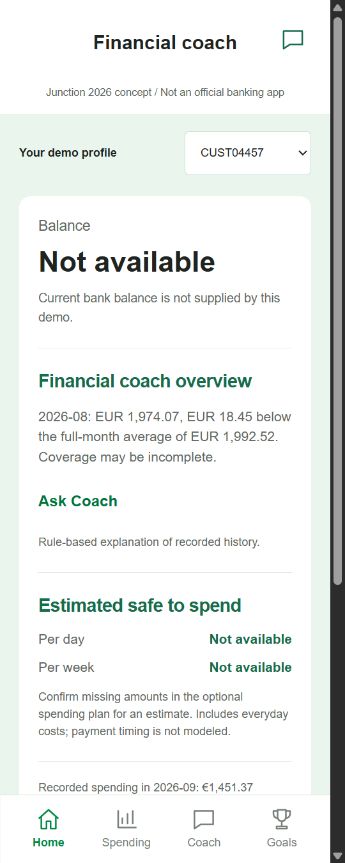 Financial coach
Junction 2026 concept / Not an official banking app
Your demo profile
CUST04457
Balance
Not available
Current bank balance is not supplied by this
demo.
Financial coach overview
2026-08: EUR 1,974.07, EUR 18.45 below
the full-month average of EUR 1,992.52.
Coverage may be incomplete.
Ask Coach
Rule-based explanation of recorded history.
Estimated safe to spend
Per day Not available
Per week Not available
Confirm missing amounts in the optional
spending plan for an estimate. Includes everyday
costs; payment timing is not modeled.
Recorded spending in 2026-09: €1,451.37
Home Spending Coach Goals